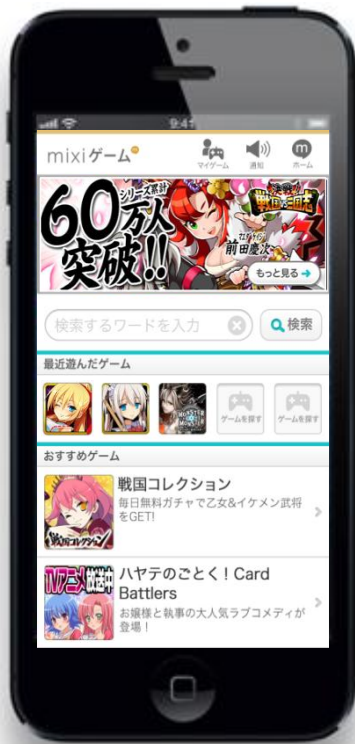 9:41
mixiゲーム
マイゲーム
通知
ホーム
シリーズ累計
60万人
突破!!
前田慶次
もっと見る
検索するワードを入力
検索
最近遊んだゲーム
ゲームを探す
ゲームを探す
おすすめゲーム
戦国コレクション
毎日無料ガチャで乙女&イケメン武将
をGET!
戦国コレクション
TVアニメ放送中
ハヤテのごとく!Card
Battlers
お嬢様と執事の大人気ラブコメディが
登場!